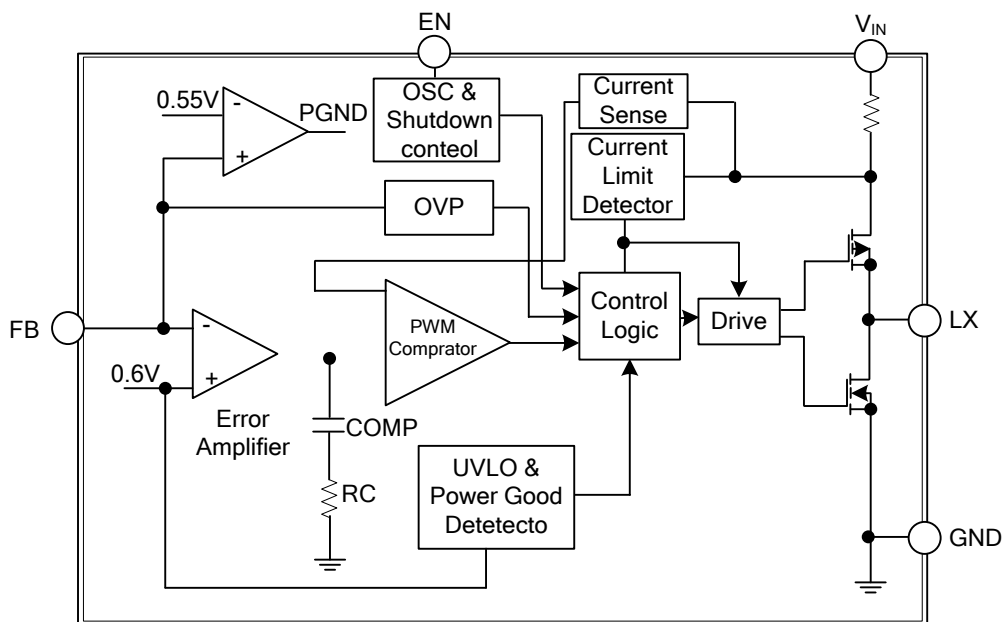 EN
VIN
0.55V
-
+
PGND
OSC &
Shutdown
conteol
Current
Sense
Current
Limit
Detector
OVP
FB
-
0.6V
+
Error
Amplifier
PWM
Comprator
Control
Logic
Drive
LX
COMP
RC
UVLO &
Power Good
Detetecto
GND